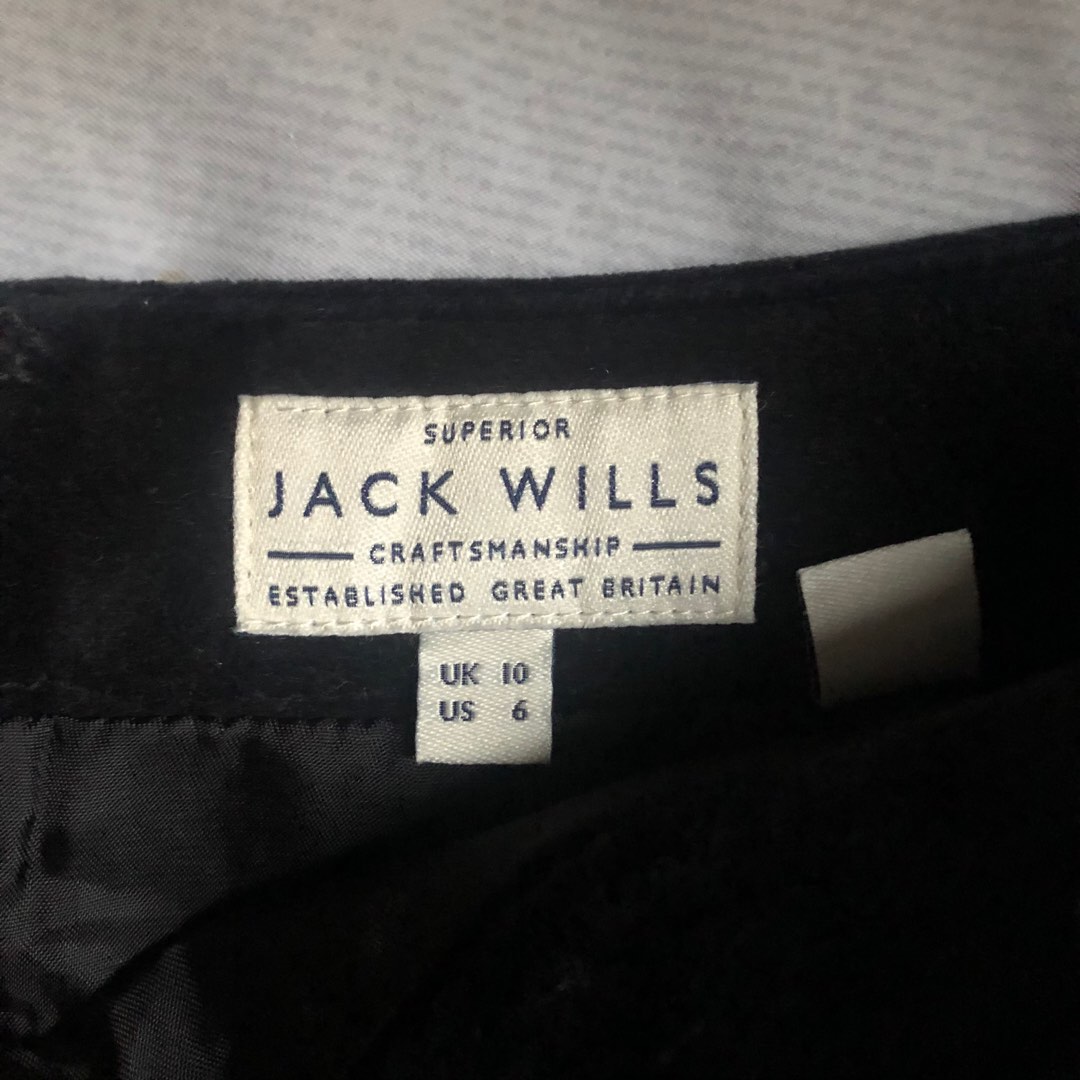 SUPERIOR
JACK WILLS
CRAFTSMANSHIP
ESTABLISHED GREAT BRITAIN
UK 10
US 6